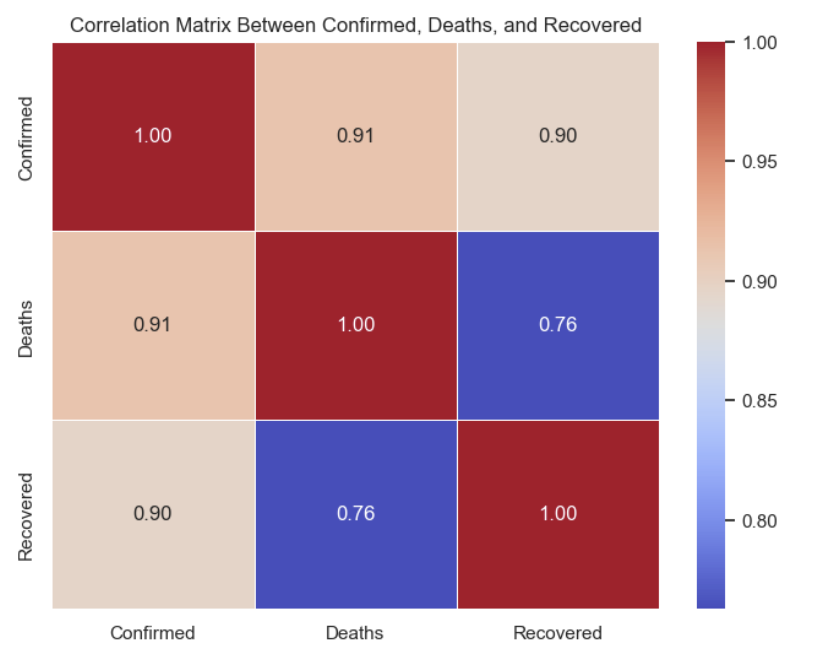 Correlation Matrix Between Confirmed, Deaths, and Recovered
Confirmed
1.00
0.91
0.90
Deaths
0.91
1.00
0.76
Recovered
0.90
0.76
1.00
Confirmed
Deaths
Recovered
1.00
0.95
0.90
0.85
0.80